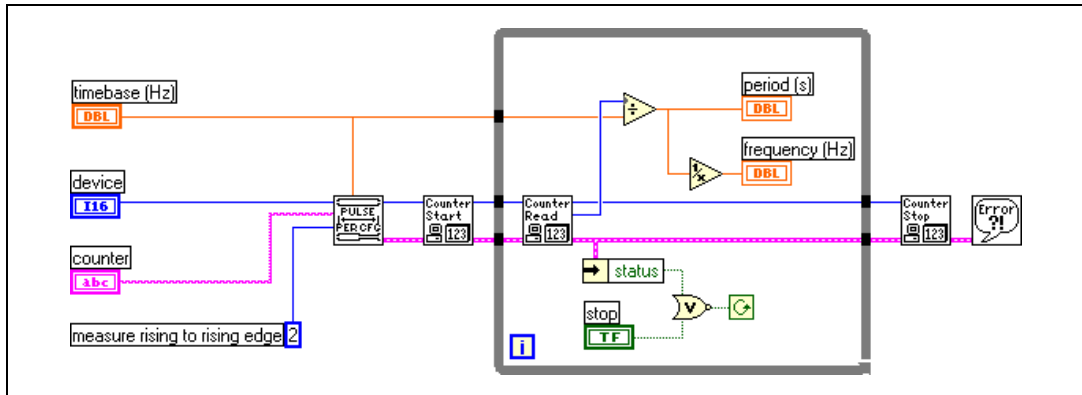 timebase (Hz)
DBL
device
I16
counter
abc
measure rising to rising edge 2
PULSE
PER CFG
Counter
Start
123
Counter
Read
123
÷
period (s)
DBL
1/x
frequency (Hz)
DBL
status
stop
TF
V
i
Counter
Stop
123
Error
?!